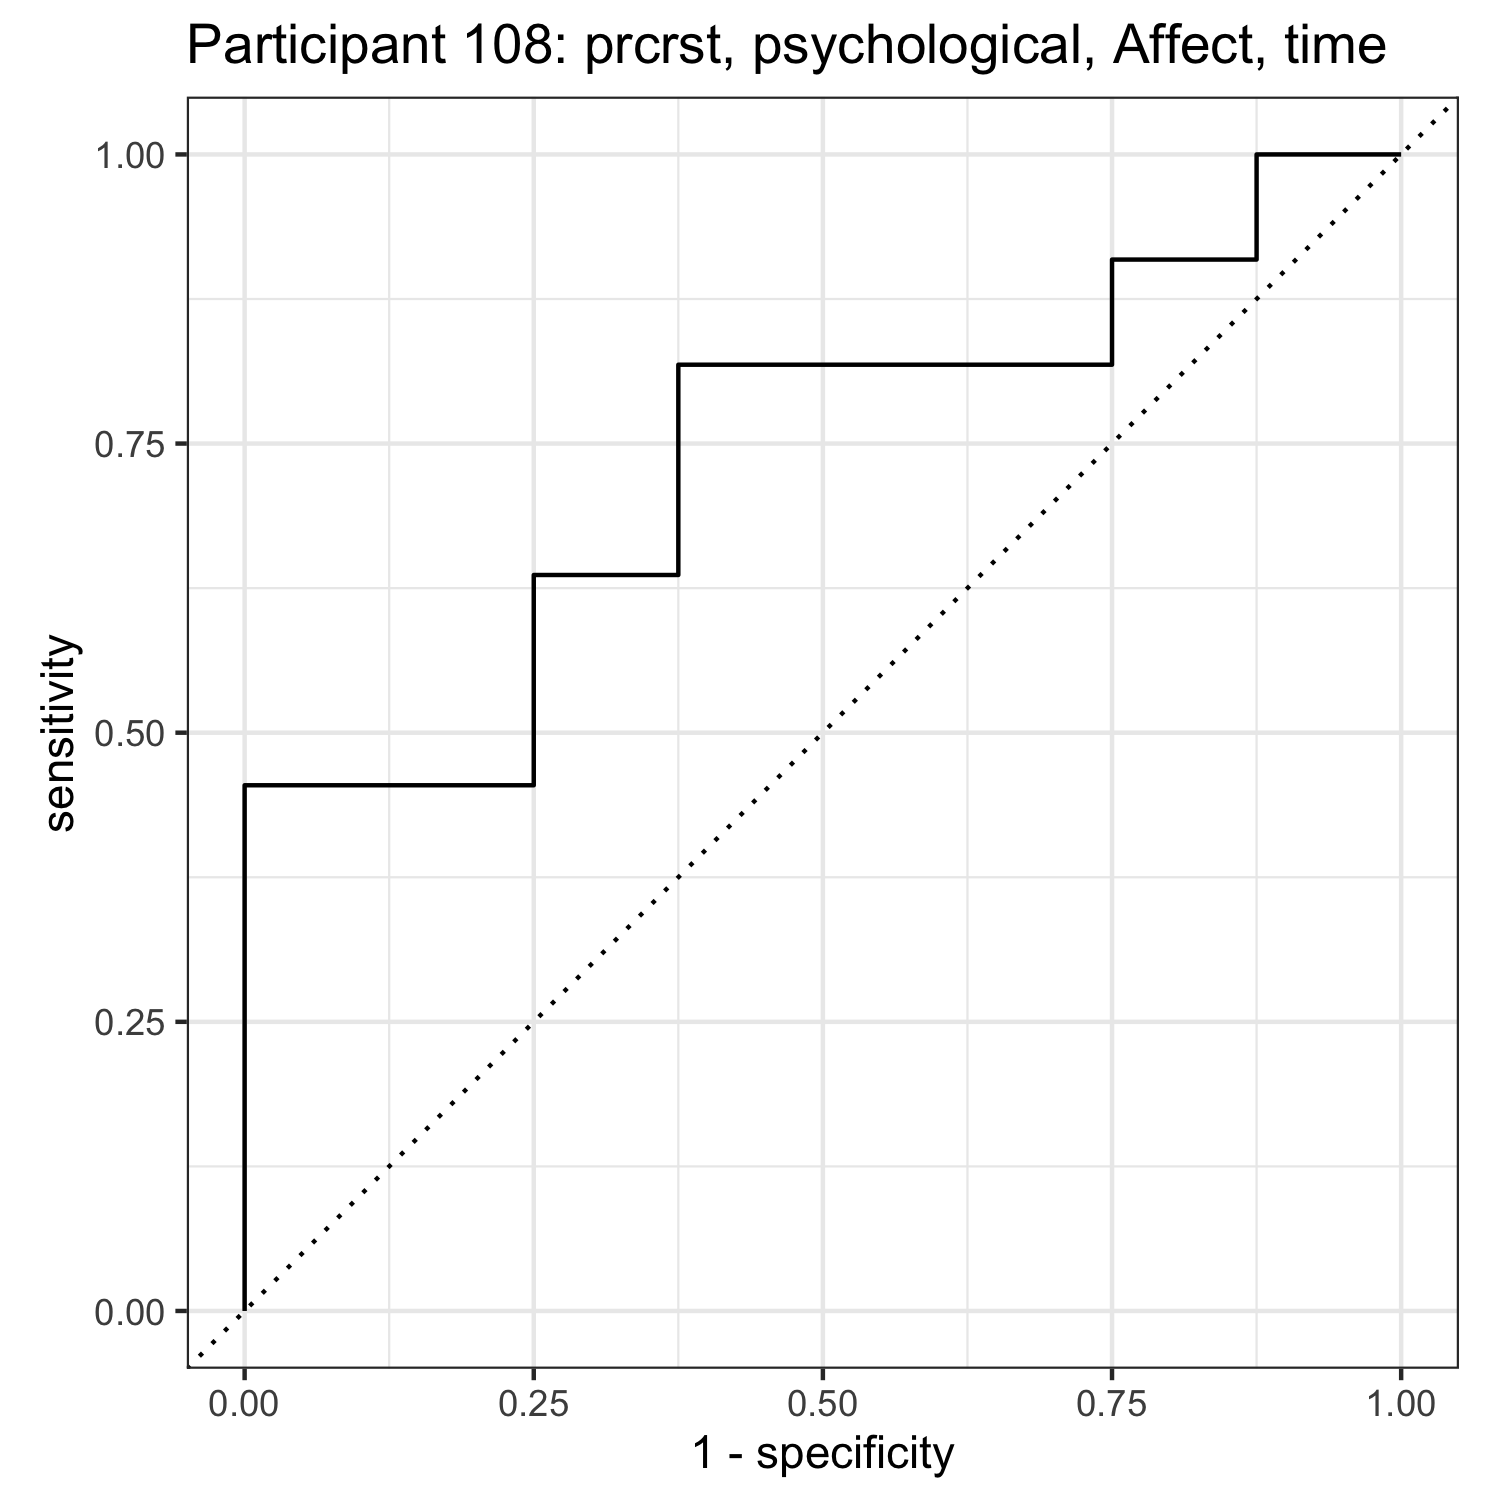 Participant 108: prcrst, psychological, Affect, time
1.00
0.75
0.50
0.25
0.00
sensitivity
0.00 0.25 0.50 0.75 1.00
1 - specificity